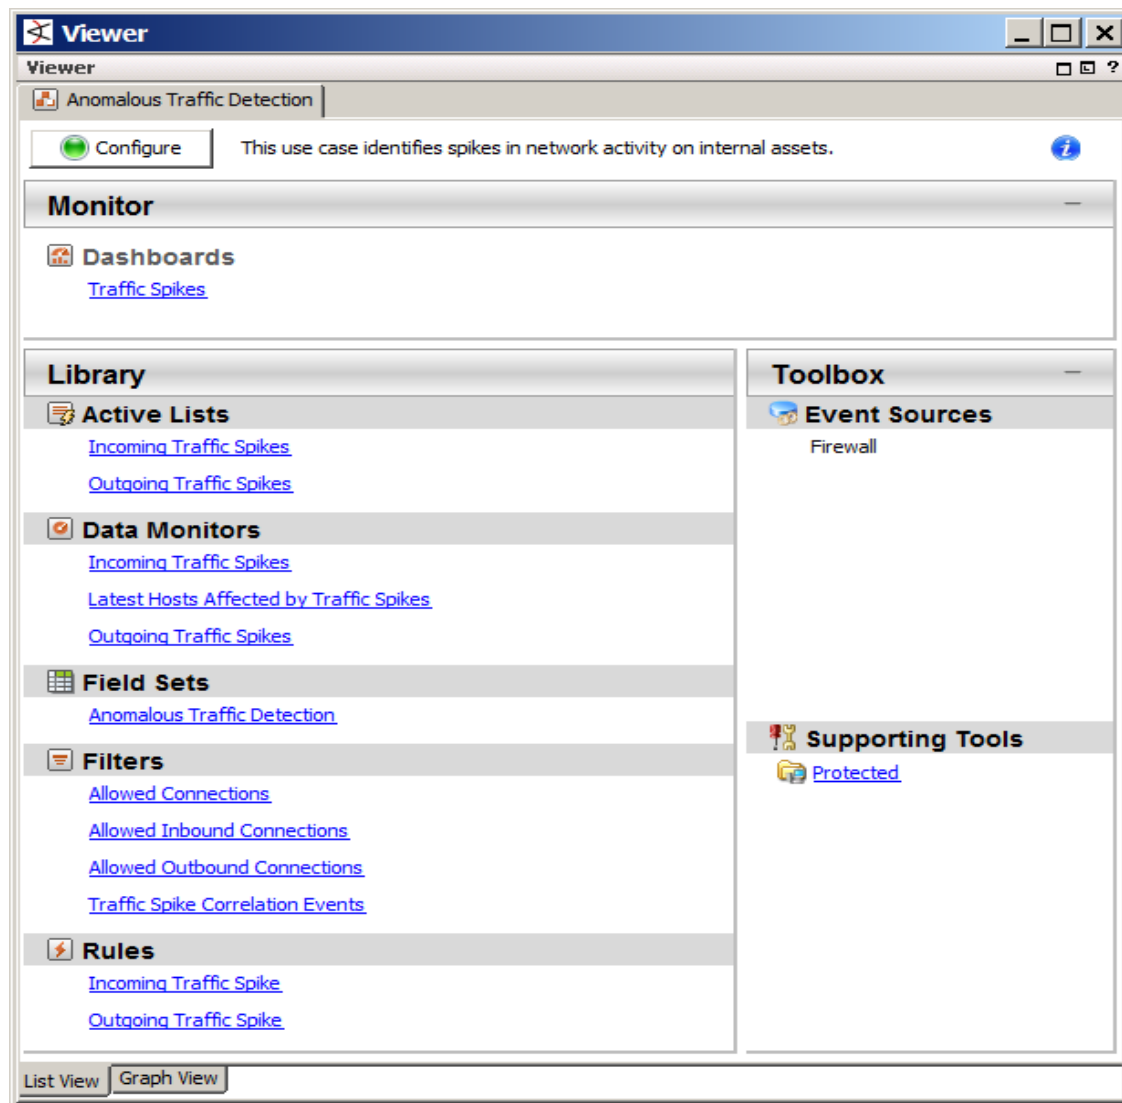 Viewer
Viewer
?
Anomalous Traffic Detection
Configure
This use case identifies spikes in network activity on internal assets.
i
Monitor
Dashboards
Traffic Spikes
Library
Active Lists
Incoming Traffic Spikes
Outgoing Traffic Spikes
Data Monitors
Incoming Traffic Spikes
Latest Hosts Affected by Traffic Spikes
Outgoing Traffic Spikes
Field Sets
Anomalous Traffic Detection
Filters
Allowed Connections
Allowed Inbound Connections
Allowed Outbound Connections
Traffic Spike Correlation Events
Rules
Incoming Traffic Spike
Outgoing Traffic Spike
Toolbox
Event Sources
Firewall
Supporting Tools
Protected
List View
Graph View